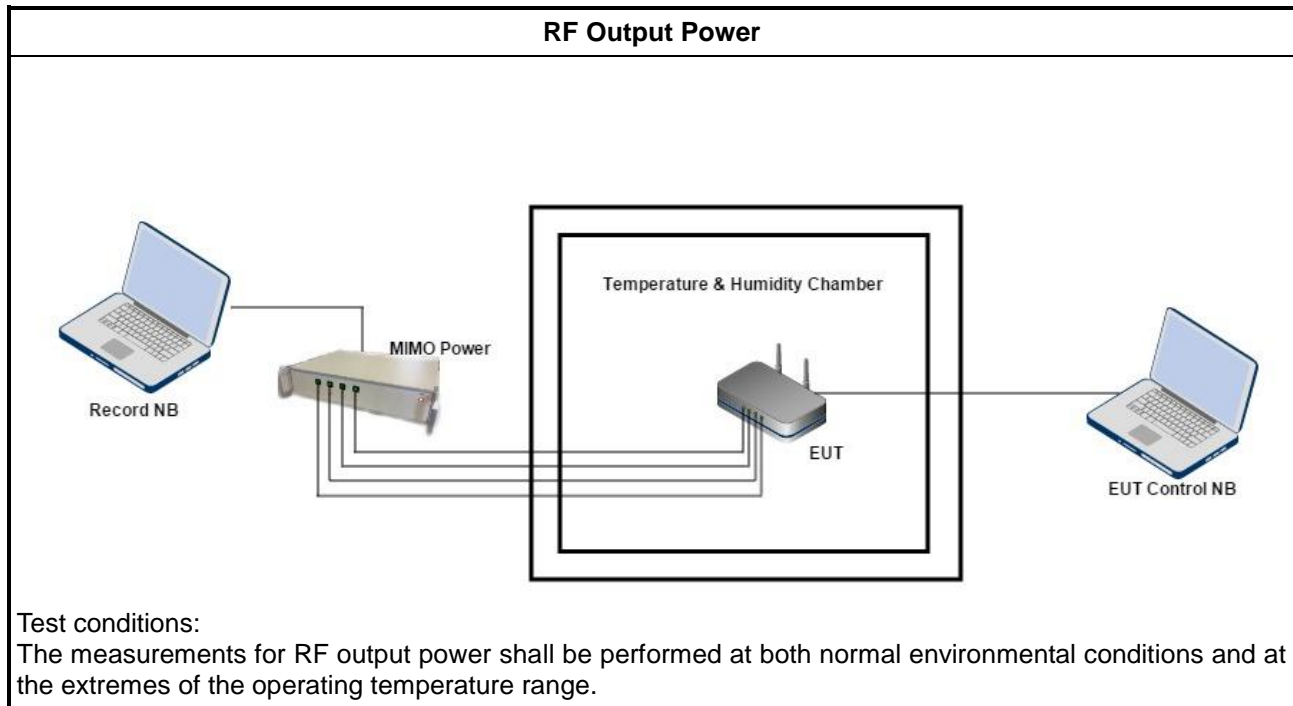 RF Output Power
Temperature & Humidity Chamber
MIMO Power
Record NB
EUT
EUT Control NB
Test conditions:
The measurements for RF output power shall be performed at both normal environmental conditions and at
the extremes of the operating temperature range.